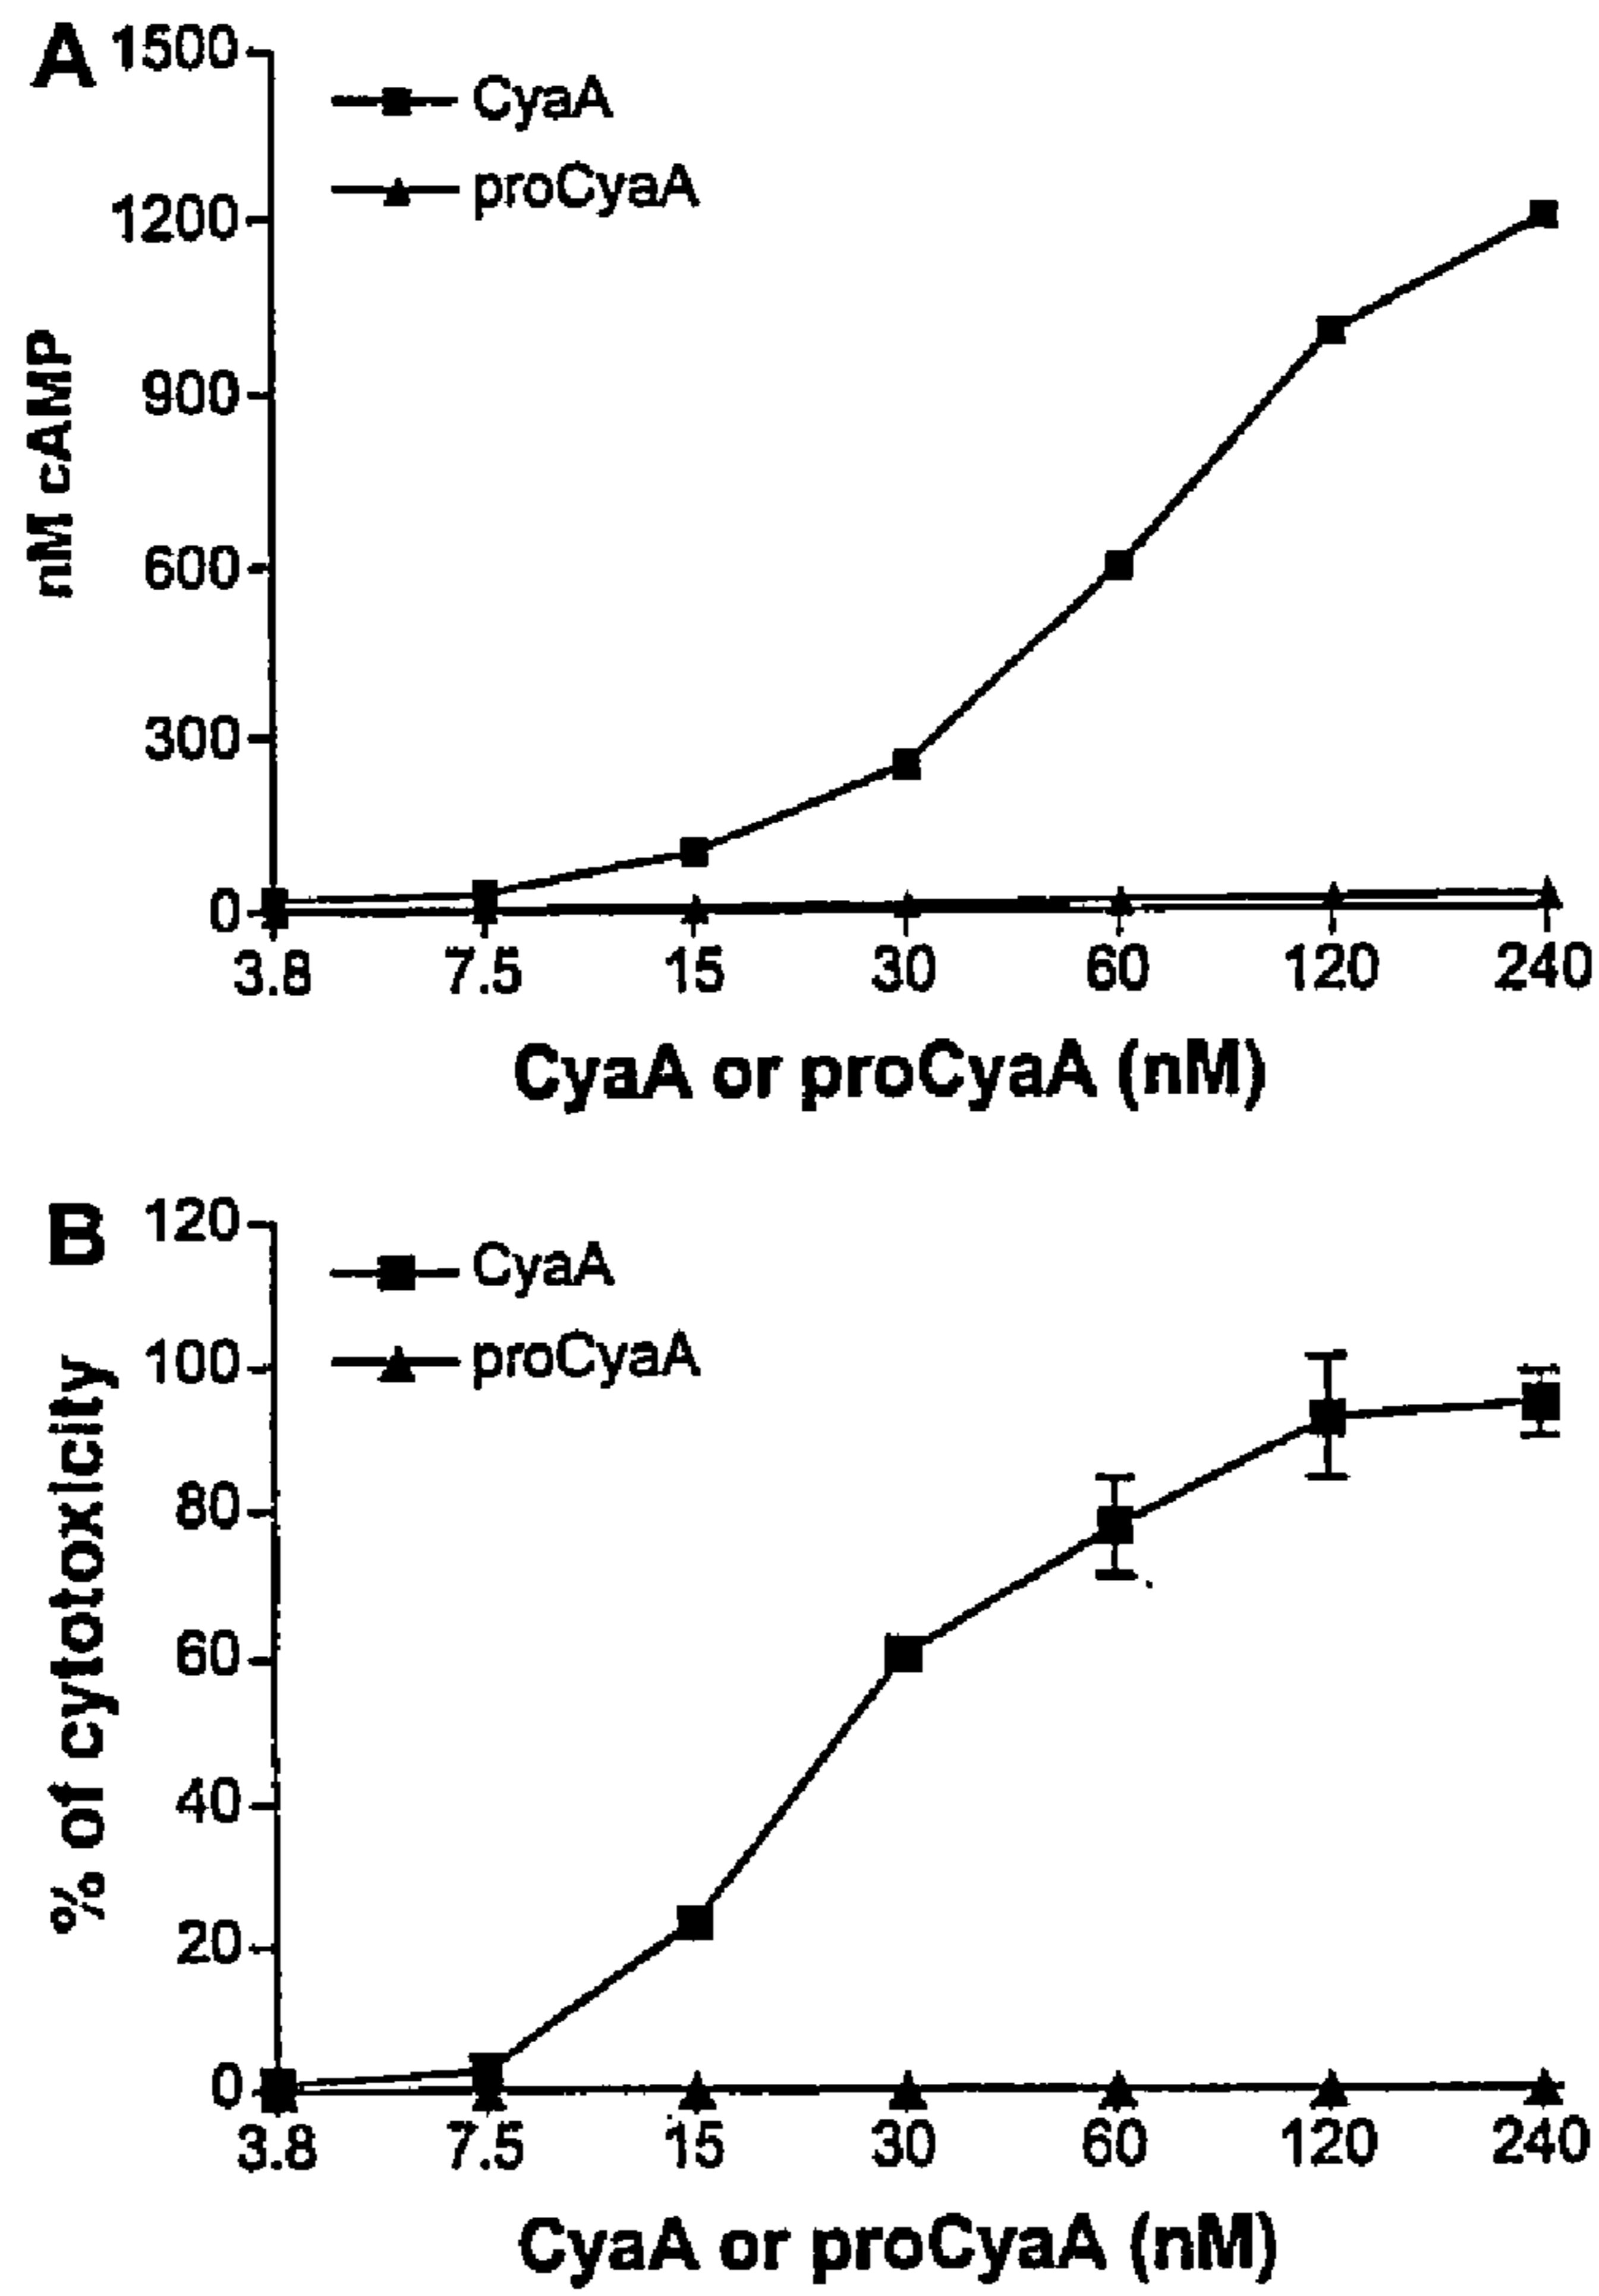 A
1500
CyaA
proCyaA
1200
900
600
300
0
nM cAMP
3.8 7.5 15 30 60 120 240
CyaA or proCyaA (nM)
B
120
CyaA
100
proCyaA
80
60
40
20
0
% of cytotoxicity
3.8 7.5 15 30 60 120 240
CyaA or proCyaA (nM)